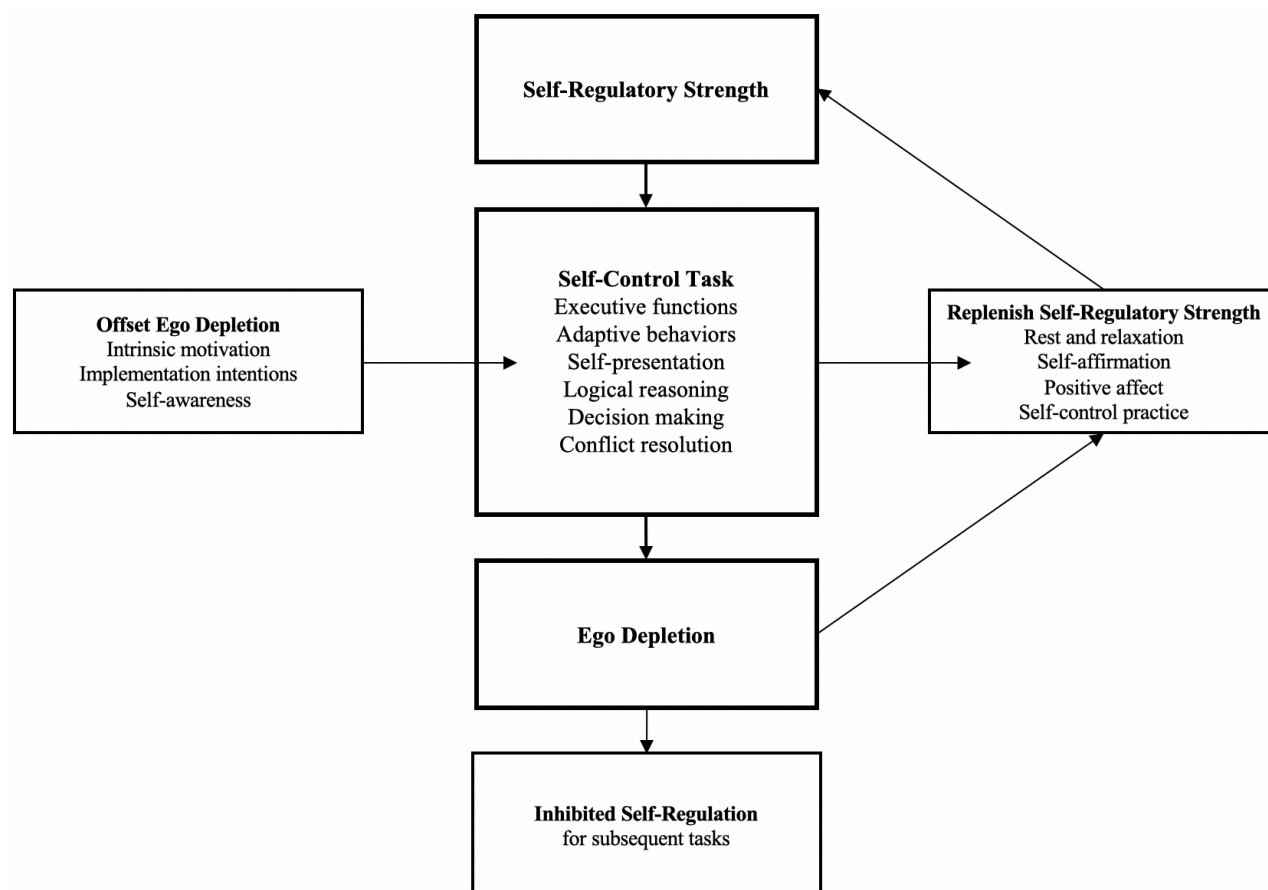 Self-Regulatory Strength
Self-Control Task
Executive functions
Adaptive behaviors
Self-presentation
Logical reasoning
Decision making
Conflict resolution
Offset Ego Depletion
Intrinsic motivation
Implementation intentions
Self-awareness
Replenish Self-Regulatory Strength
Rest and relaxation
Self-affirmation
Positive affect
Self-control practice
Ego Depletion
Inhibited Self-Regulation
for subsequent tasks